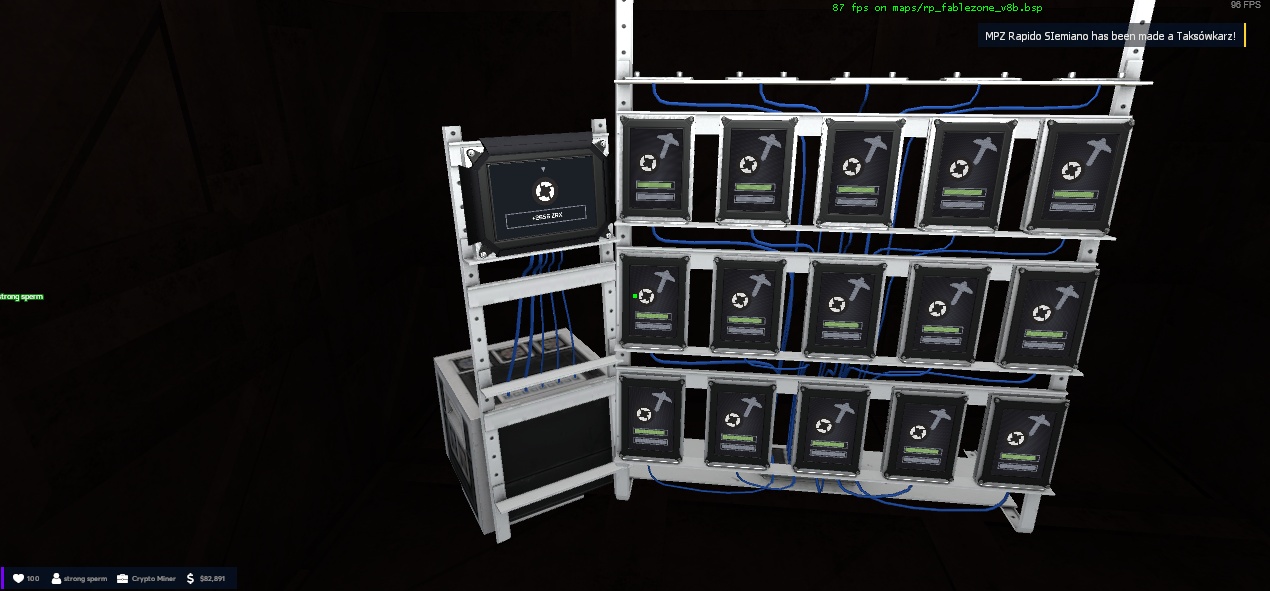 87 fps on maps/rp_fablezone_v8b.bsp
96 FPS
MPZ Rapido SIemiano has been made a Taksówkarz!
strong sperm
100 strong sperm Crypto Miner $ $82,891